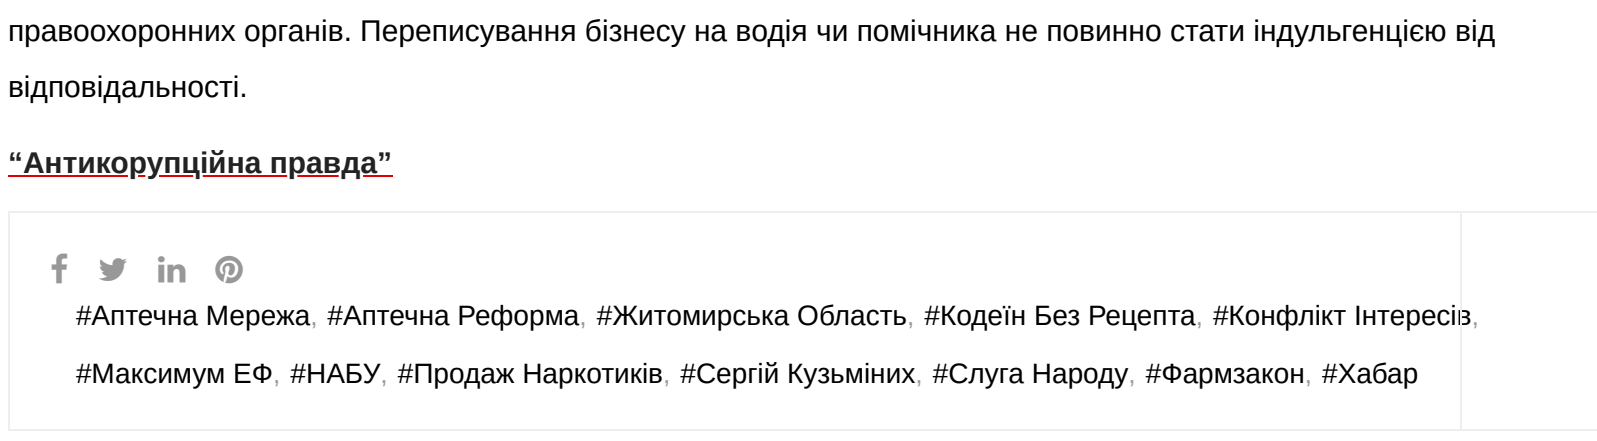 правоохоронних органів. Переписування бізнесу на водія чи помічника не повинно стати індульгенцією від
відповідальності.
“Антикорупційна правда”
#Аптечна Мережа, #Аптечна Реформа, #Житомирська Область, #Кодеїн Без Рецепта, #Конфлікт Інтересів,
#Максимум ЕФ, #НАБУ, #Продаж Наркотиків, #Сергій Кузьміних, #Слуга Народу, #Фармзакон, #Хабар